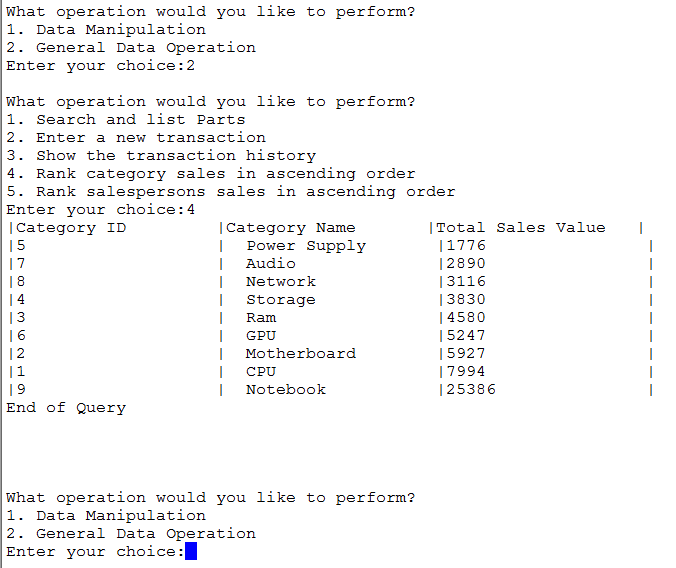 What operation would you like to perform?
1. Data Manipulation
2. General Data Operation
Enter your choice:2
What operation would you like to perform?
1. Search and list Parts
2. Enter a new transaction
3. Show the transaction history
4. Rank category sales in ascending order
5. Rank salespersons sales in ascending order
Enter your choice:4
|Category ID |Category Name |Total Sales Value |
|5 | Power Supply |1776 |
|7 | Audio |2890 |
|8 | Network |3116 |
|4 | Storage |3830 |
|3 | Ram |4580 |
|6 | GPU |5247 |
|2 | Motherboard |5927 |
|1 | CPU |7994 |
|9 | Notebook |25386 |
End of Query
What operation would you like to perform?
1. Data Manipulation
2. General Data Operation
Enter your choice: